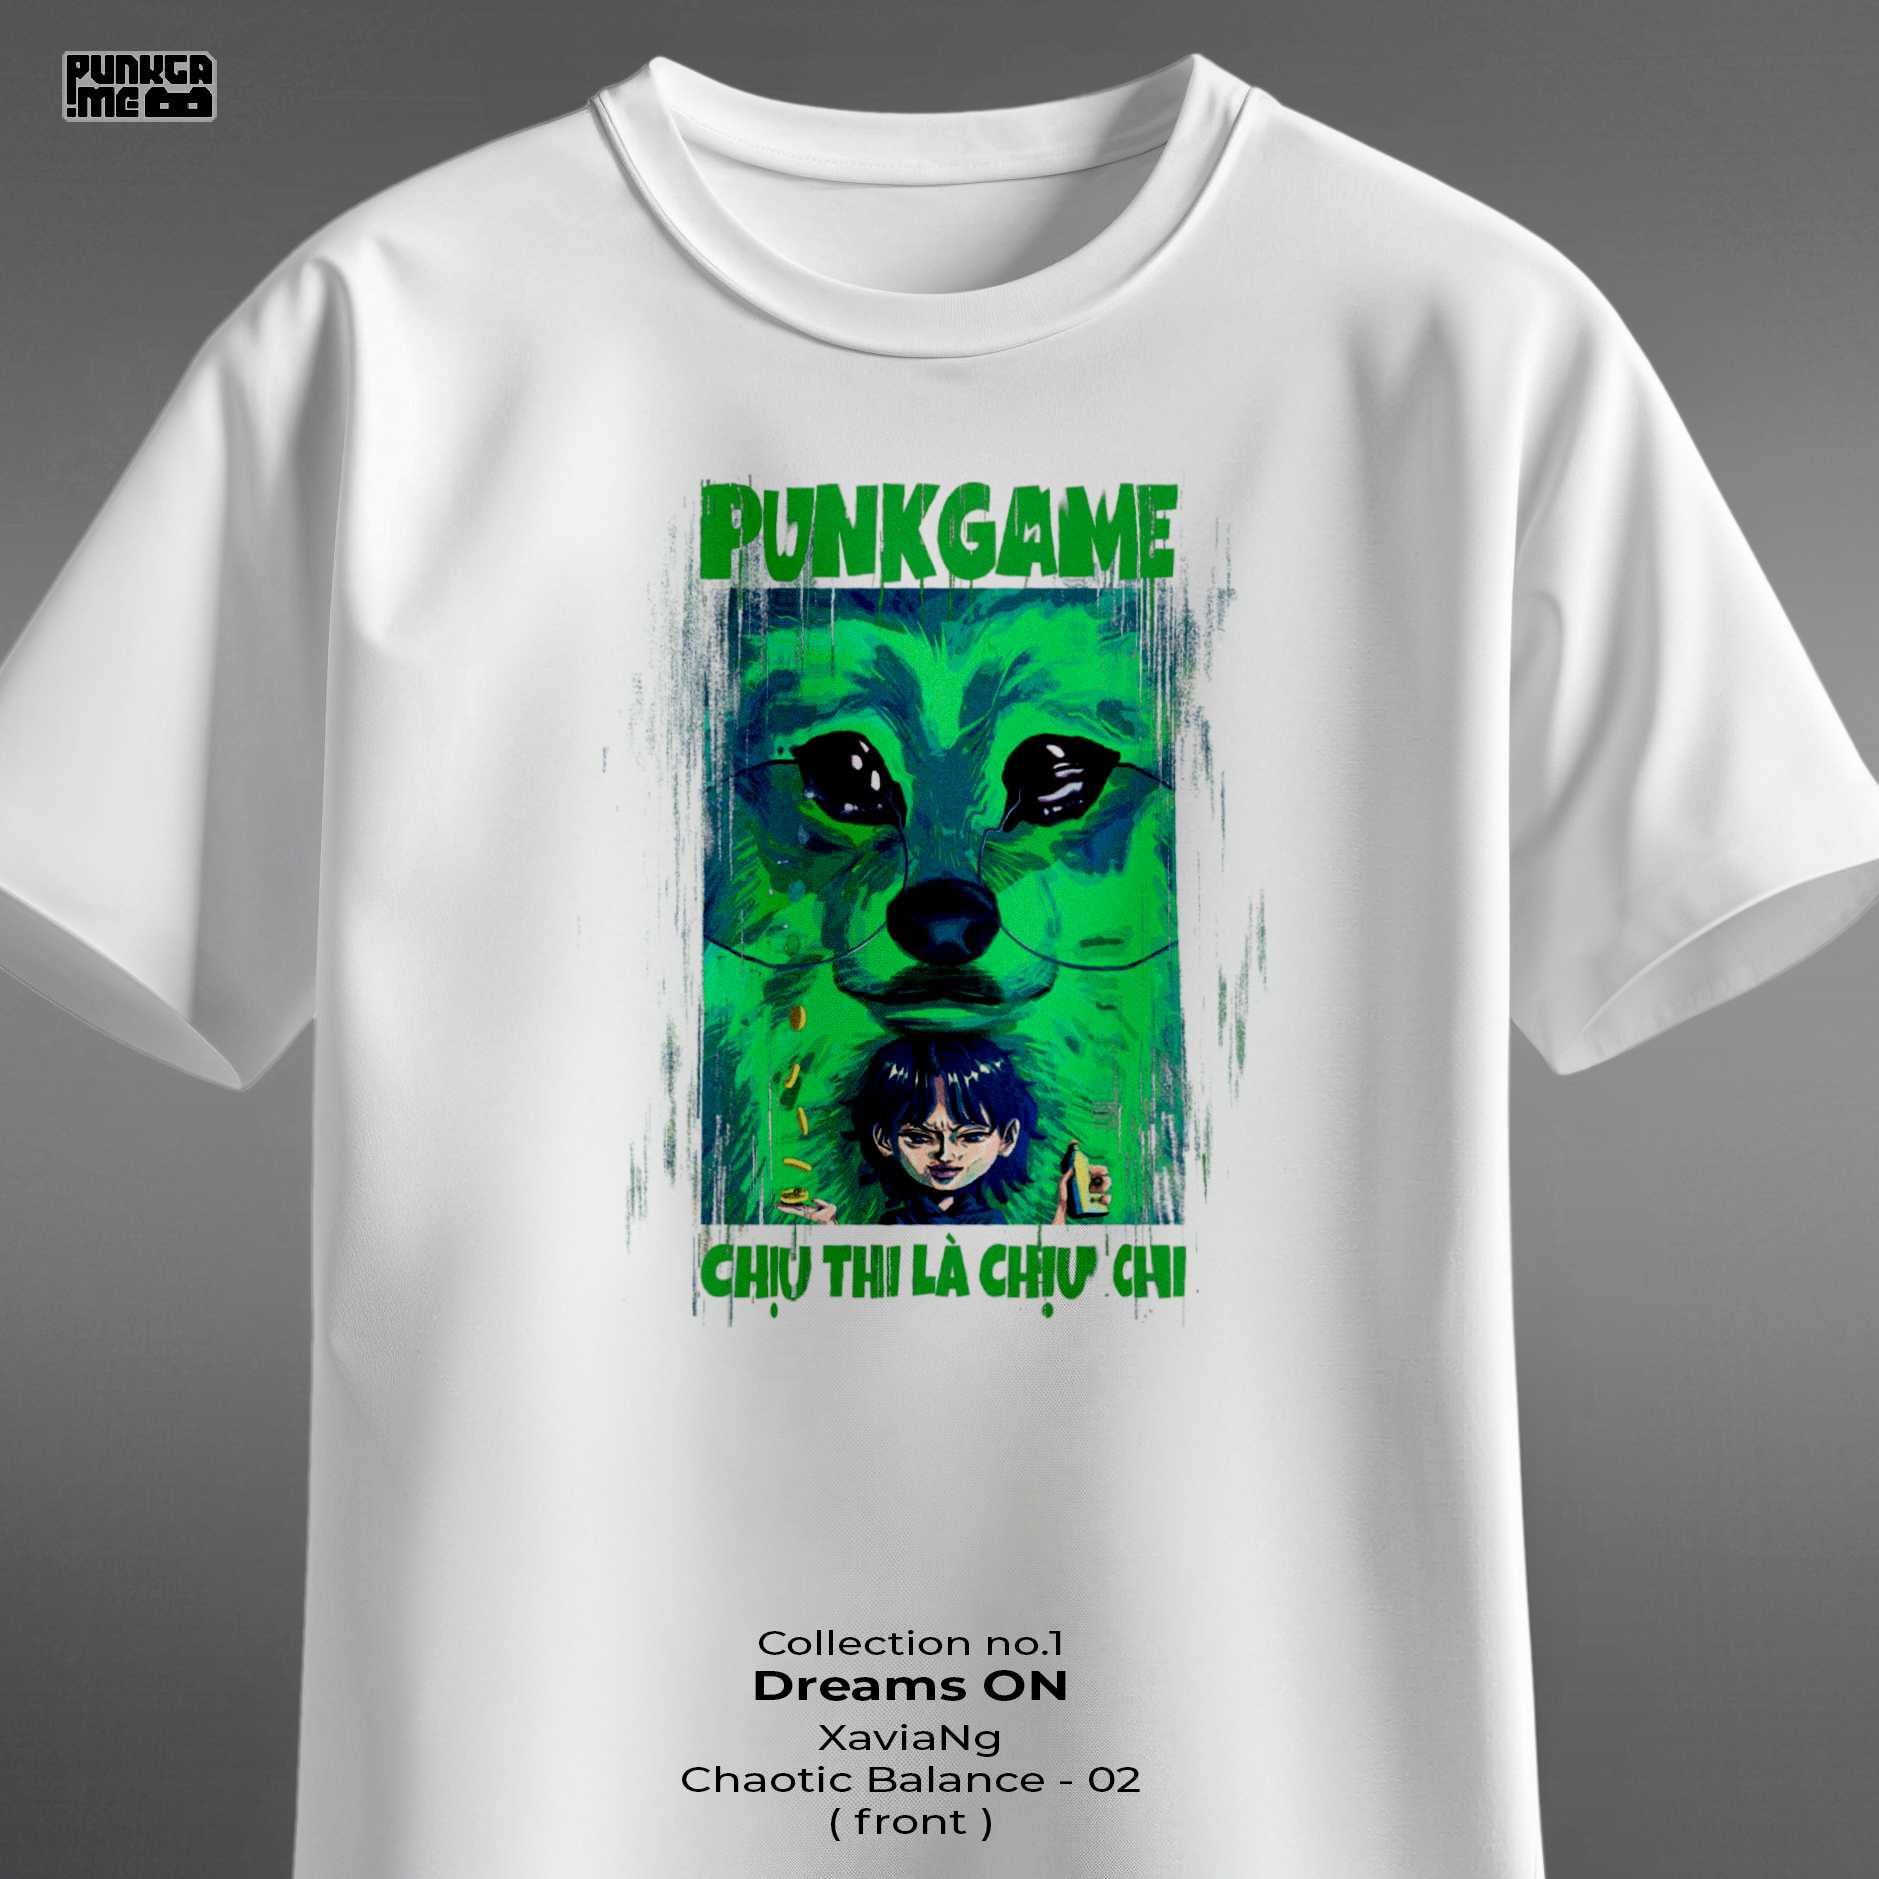 PUNKGA
.ME
PUNKGAME
CHỊU THI LÀ CHỊU CHI
Collection no.1
Dreams ON
XaviaNg
Chaotic Balance - 02
( front )